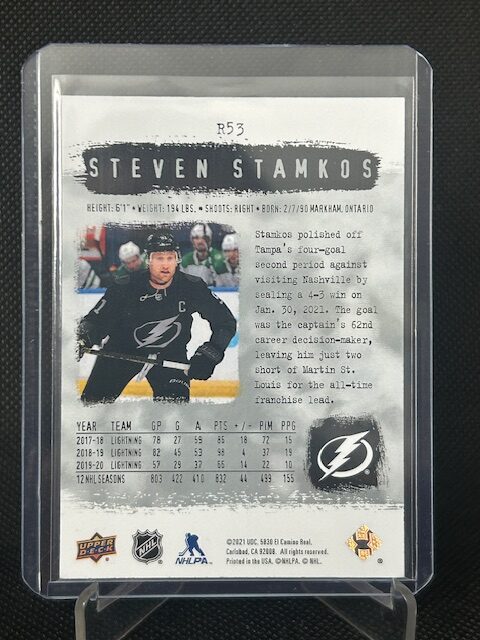 R53
STEVEN STAMKOS
HEIGHT: 6'1" • WEIGHT: 194 LBS. • SHOOTS: RIGHT • BORN: 2/7/90 MARKHAM, ONTARIO
Stamkos polished off
Tampa's four-goal
second period against
visiting Nashville by
sealing a 4-3 win on
Jan. 30, 2021. The goal
was the captain's 62nd
career decision-maker,
leaving him just two
short of Martin St.
Louis for the all-time
franchise lead.
C
YEAR TEAM GP G A PTS +/- PIM PPG
2017-18 LIGHTNING 78 27 59 86 18 72 15
2018-19 LIGHTNING 82 45 53 98 4 37 19
2019-20 LIGHTNING 57 29 37 66 14 22 10
12 NHL SEASONS 803 422 410 832 44 499 155
UPPER DECK
NHL
NHLPA
©2021 UDC. 5830 El Camino Real,
Carlsbad, CA 92008. All rights reserved.
Printed in the USA. ©NHLPA. © NHL.